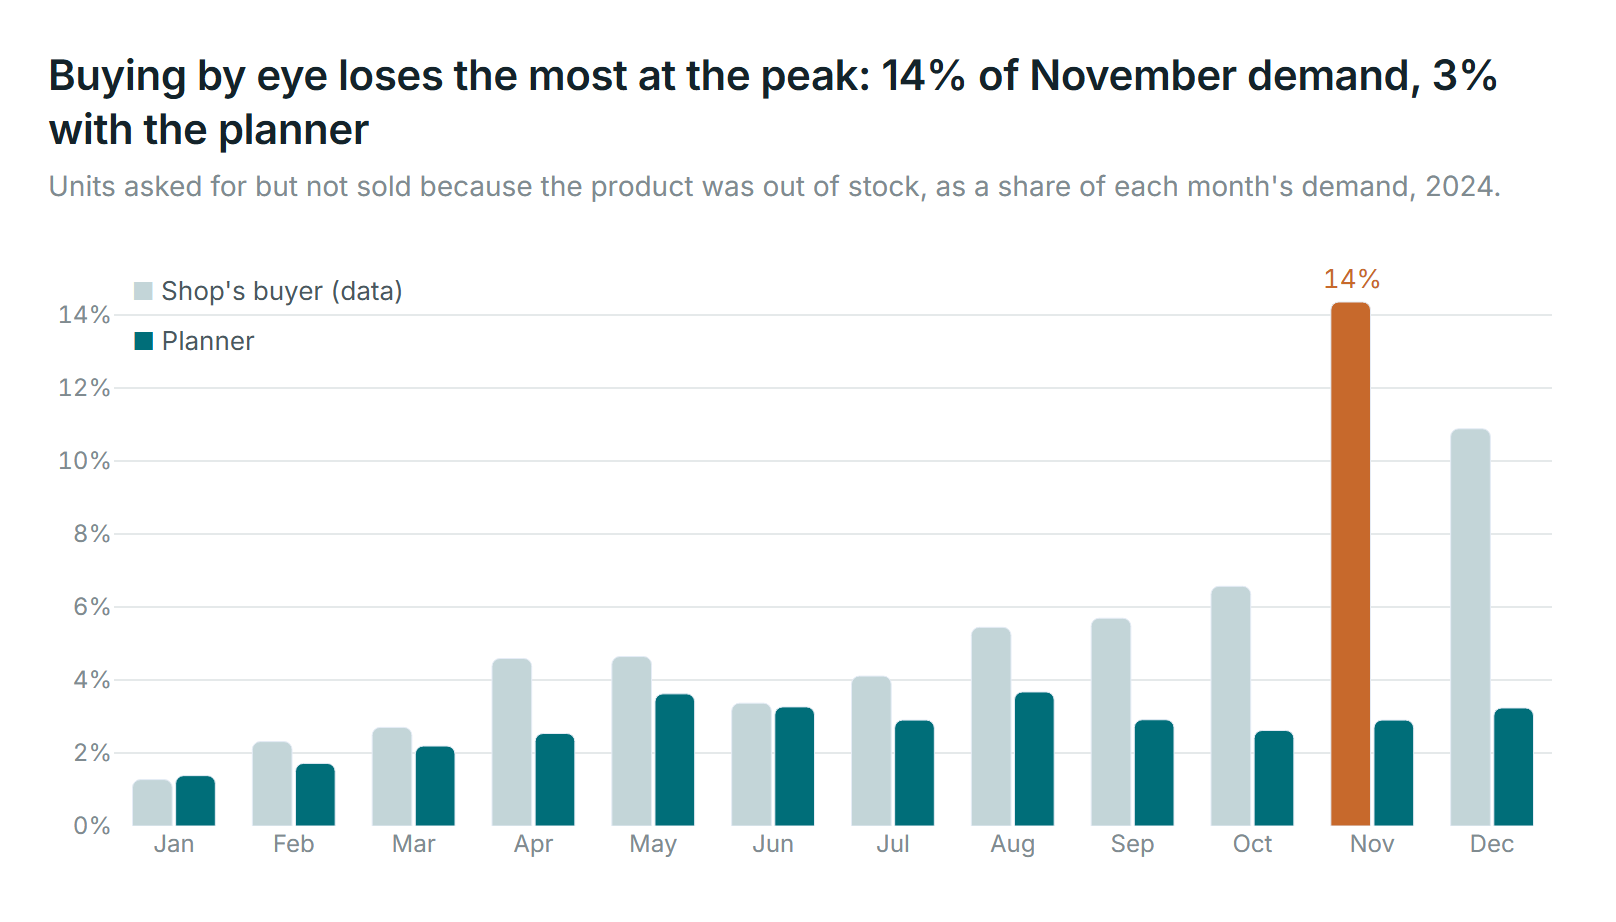 Buying by eye loses the most at the peak: 14% of November demand, 3%
with the planner
Units asked for but not sold because the product was out of stock, as a share of each month's demand, 2024.
Shop's buyer (data)
Planner
14%
14%
12%
10%
8%
6%
4%
2%
0%
Jan Feb Mar Apr May Jun Jul Aug Sep Oct Nov Dec